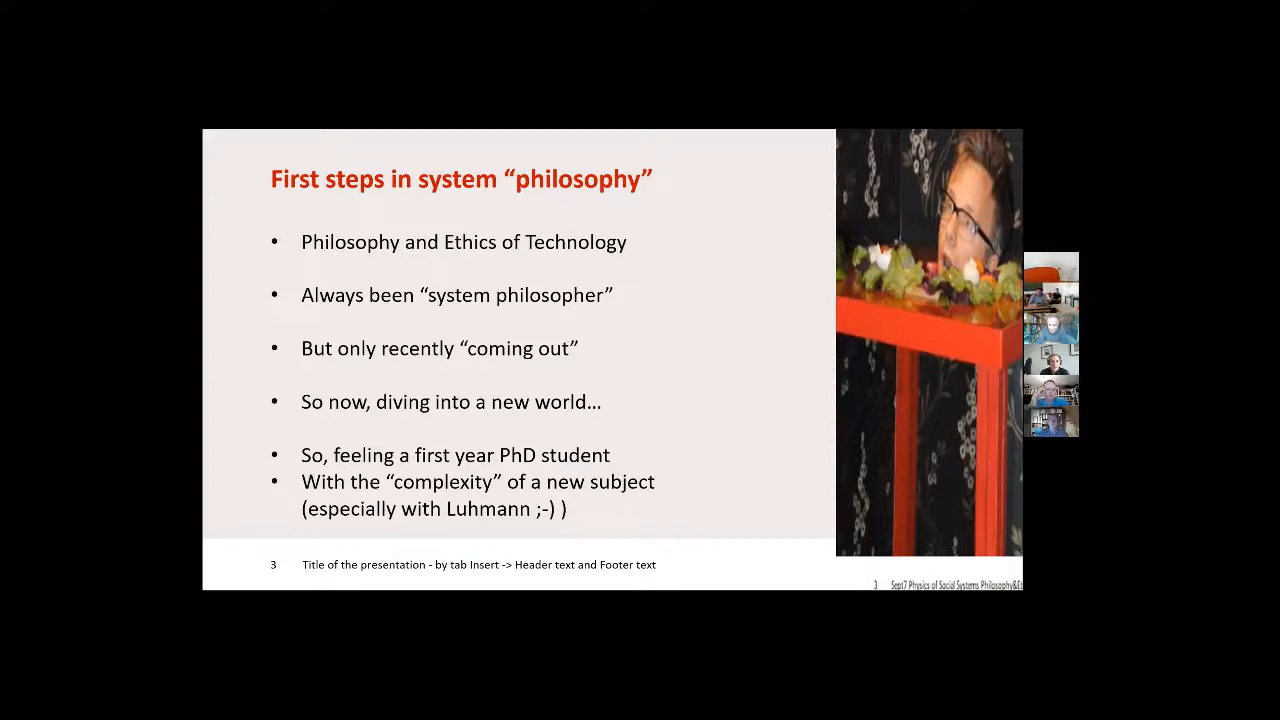 First steps in system “philosophy”
• Philosophy and Ethics of Technology
• Always been “system philosopher”
• But only recently “coming out”
• So now, diving into a new world…
• So, feeling a first year PhD student
• With the “complexity” of a new subject
(especially with Luhmann ;-) )
3 Title of the presentation - by tab Insert -> Header text and Footer text
3 Sept7 Physics of Social Systems Philosophy&Et